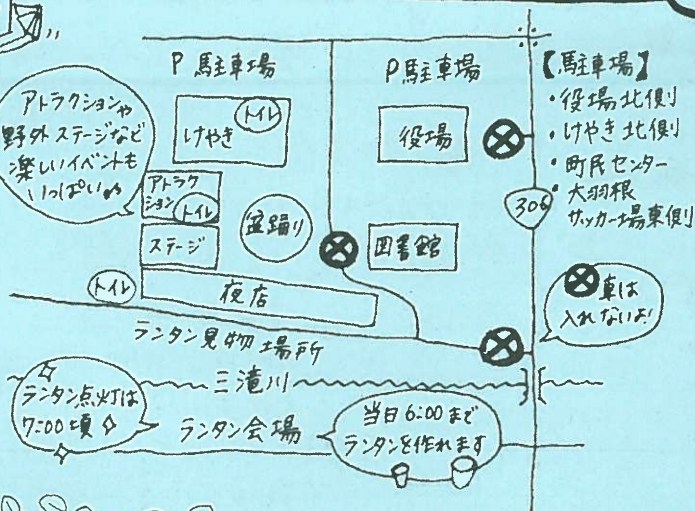 P 駐車場
P駐車場
【駐車場】
・役場北側
・けやき北側
・町民センター
・大羽根
サッカー場東側
アトラクションや
野外ステージなど
楽しいイベントも
いっぱい♪♪
トイレ
けやき
役場
306
アトラク
ション
トイレ
盆踊り
ステージ
図書館
トイレ
夜店
車は
入れないよ!
ランタン見物場所
三滝川
ランタン点灯は
7:00頃
ランタン会場
当日6:00まで
ランタンを作れます